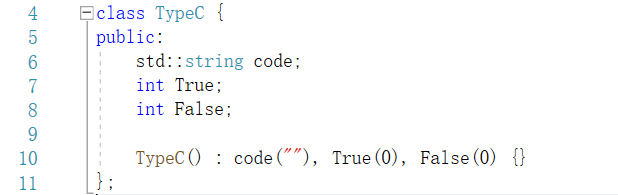 4 class TypeC {
5 public:
6 std::string code;
7 int True;
8 int False;
9
10 TypeC() : code(""), True(0), False(0) {}
11 };